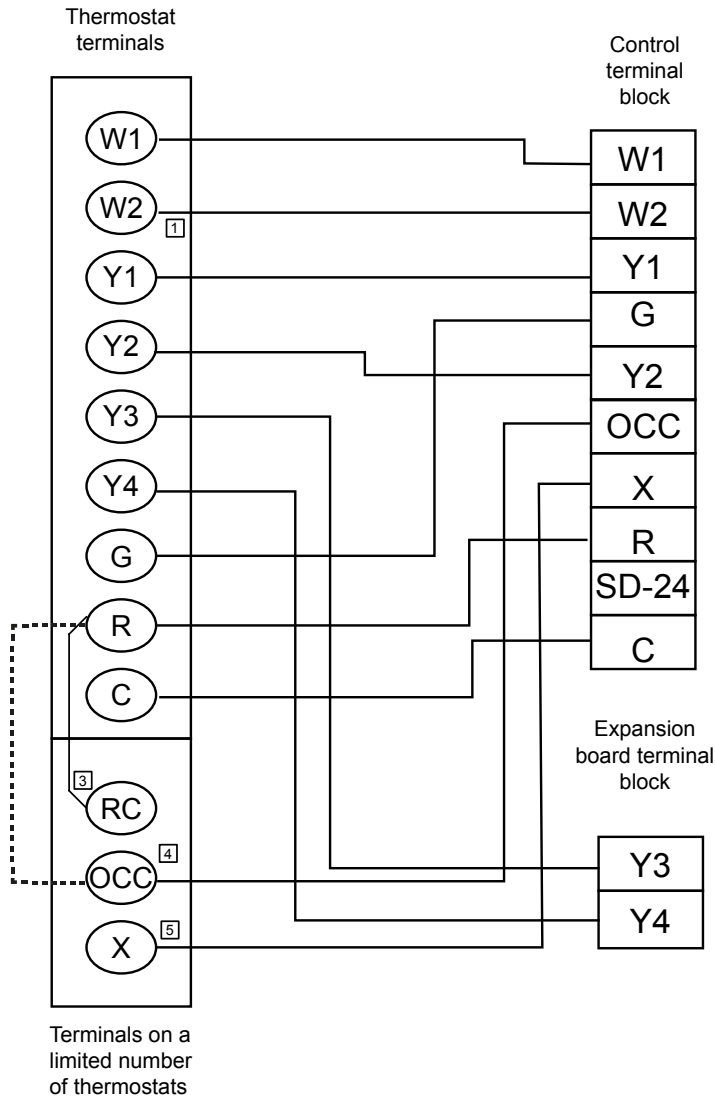 Thermostat
terminals
W1
W2
1
Y1
Y2
Y3
Y4
G
R
C
3
RC
4
OCC
5
X
Terminals on a
limited number
of thermostats
Control
terminal
block
W1
W2
Y1
G
Y2
OCC
X
R
SD-24
C
Expansion
board terminal
block
Y3
Y4